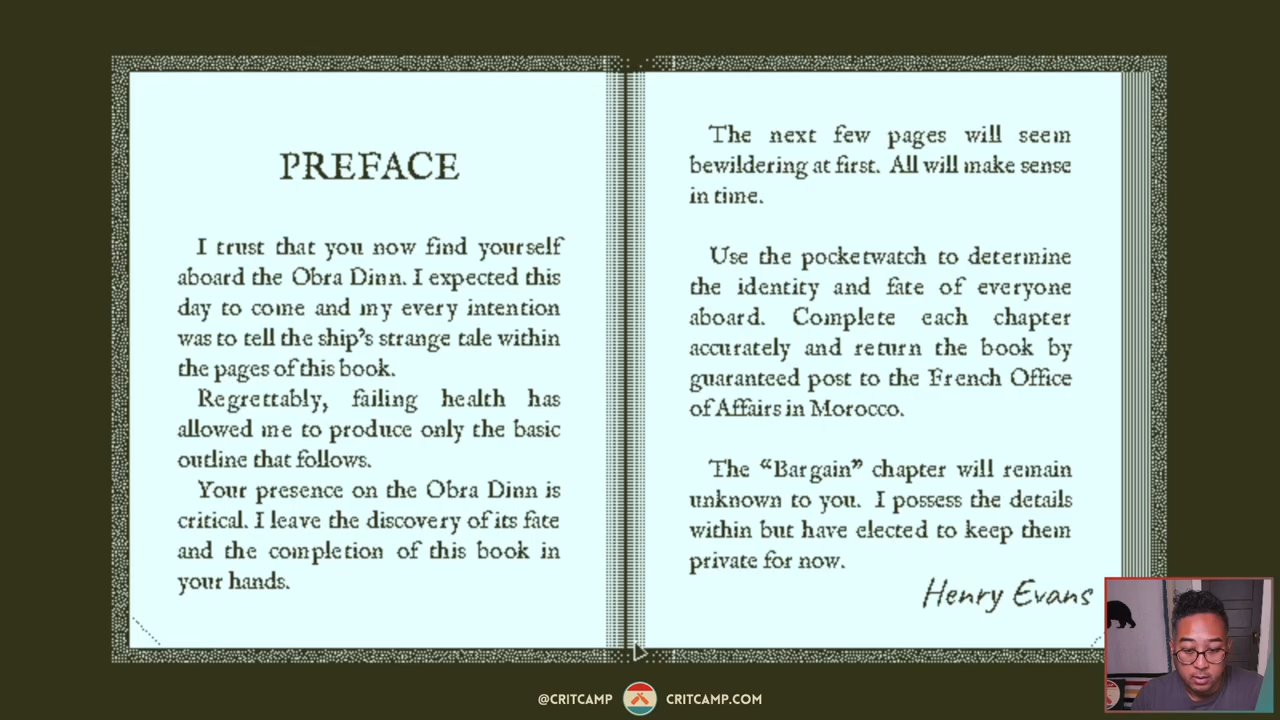 PREFACE
I trust that you now find yourself
aboard the Obra Dinn. I expected this
day to come and my every intention
was to tell the ship's strange tale within
the pages of this book.
Regrettably, failing health has
allowed me to produce only the basic
outline that follows.
Your presence on the Obra Dinn is
critical. I leave the discovery of its fate
and the completion of this book in
your hands.
The next few pages will seem
bewildering at first. All will make sense
in time.
Use the pocketwatch to determine
the identity and fate of everyone
aboard. Complete each chapter
accurately and return the book by
guaranteed post to the French Office
of Affairs in Morocco.
The “Bargain” chapter will remain
unknown to you. I possess the details
within but have elected to keep them
private for now.
Henry Evans
@CRITCAMP
CRITCAMP.COM